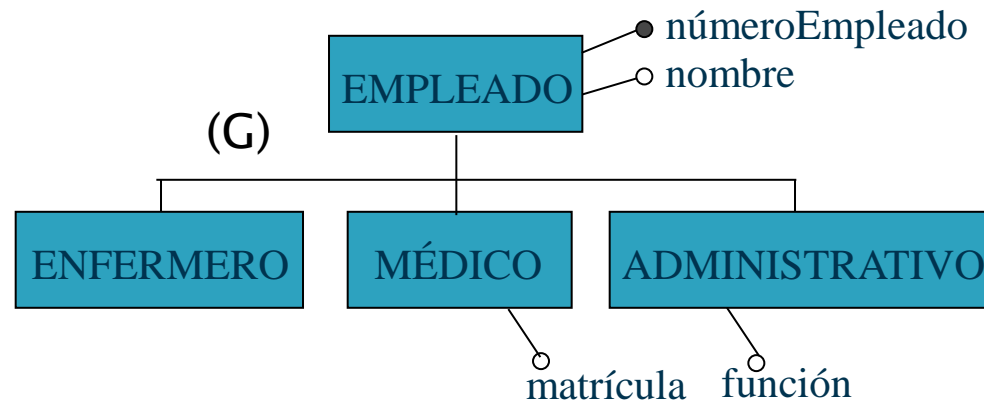 númeroEmpleado
EMPLEADO
nombre
(G)
ENFERMERO
MÉDICO
ADMINISTRATIVO
matrícula
función